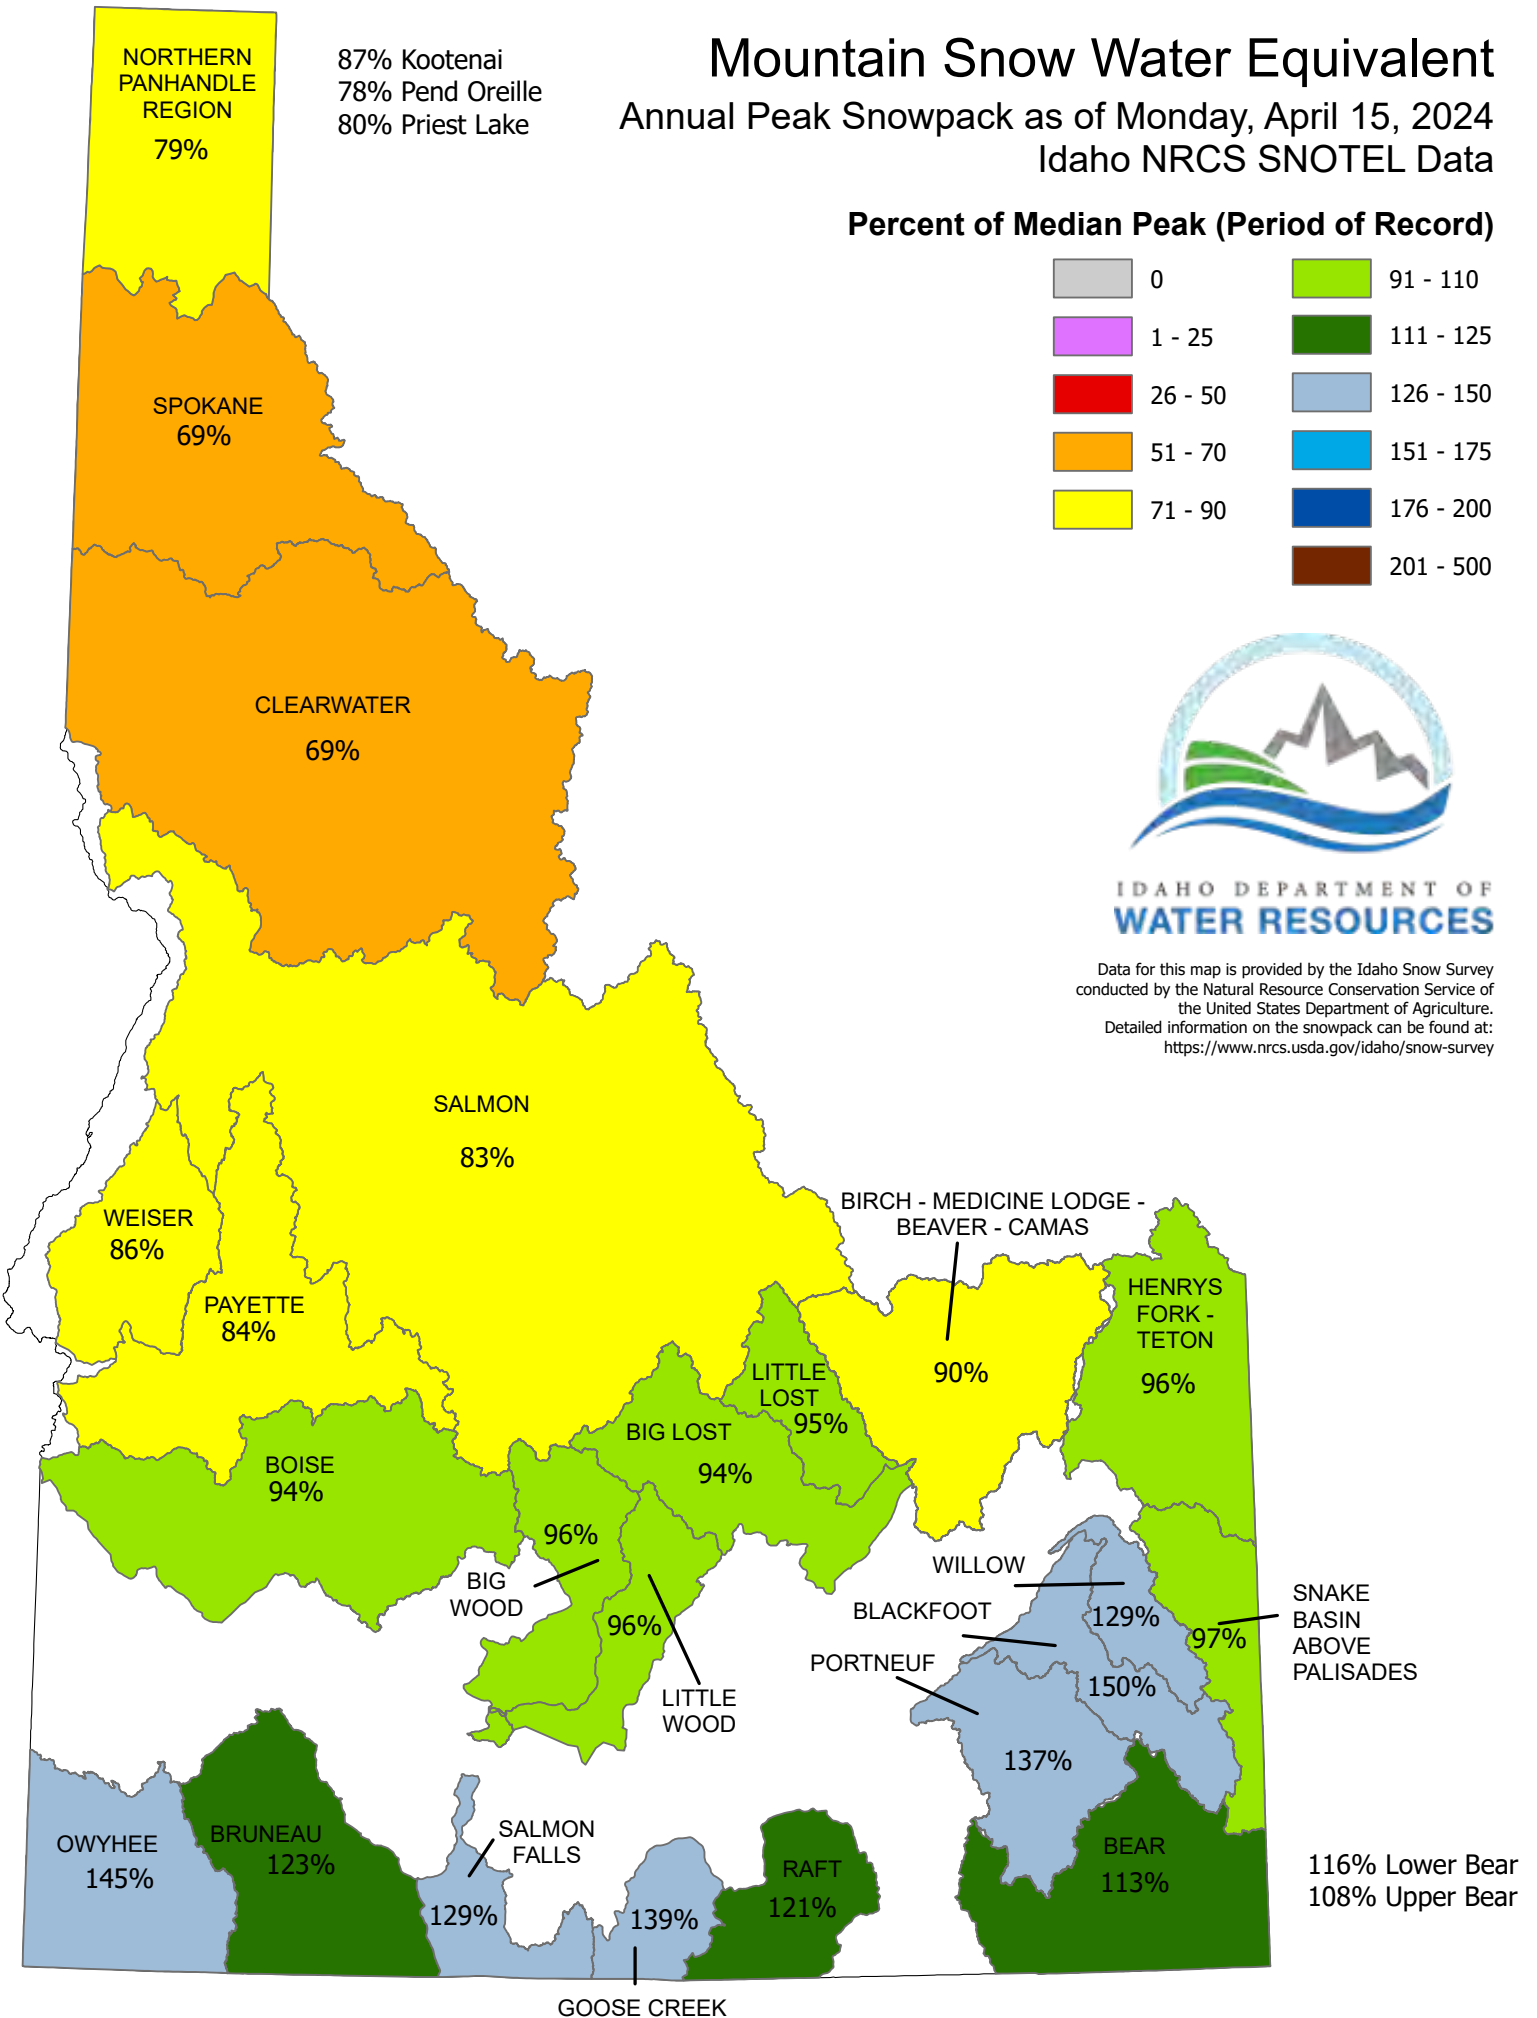 Mountain Snow Water Equivalent
Annual Peak Snowpack as of Monday, April 15, 2024
Idaho NRCS SNOTEL Data
Percent of Median Peak (Period of Record)
0
1 - 25
26 - 50
51 - 70
71 - 90
91 - 110
111 - 125
126 - 150
151 - 175
176 - 200
201 - 500
IDAHO DEPARTMENT OF
WATER RESOURCES
Data for this map is provided by the Idaho Snow Survey
conducted by the Natural Resource Conservation Service of
the United States Department of Agriculture.
Detailed information on the snowpack can be found at:
https://www.nrcs.usda.gov/idaho/snow-survey
NORTHERN
PANHANDLE
REGION
79%
87% Kootenai
78% Pend Oreille
80% Priest Lake
SPOKANE
69%
CLEARWATER
69%
SALMON
83%
WEISER
86%
PAYETTE
84%
BIRCH - MEDICINE LODGE -
BEAVER - CAMAS
90%
HENRYS
FORK -
TETON
96%
LITTLE
LOST
95%
BIG LOST
94%
BOISE
94%
96%
BIG
WOOD
96%
LITTLE
WOOD
WILLOW
129%
BLACKFOOT
150%
PORTNEUF
137%
97%
SNAKE
BASIN
ABOVE
PALISADES
OWYHEE
145%
BRUNEAU
123%
SALMON
FALLS
129%
139%
GOOSE CREEK
RAFT
121%
BEAR
113%
116% Lower Bear
108% Upper Bear